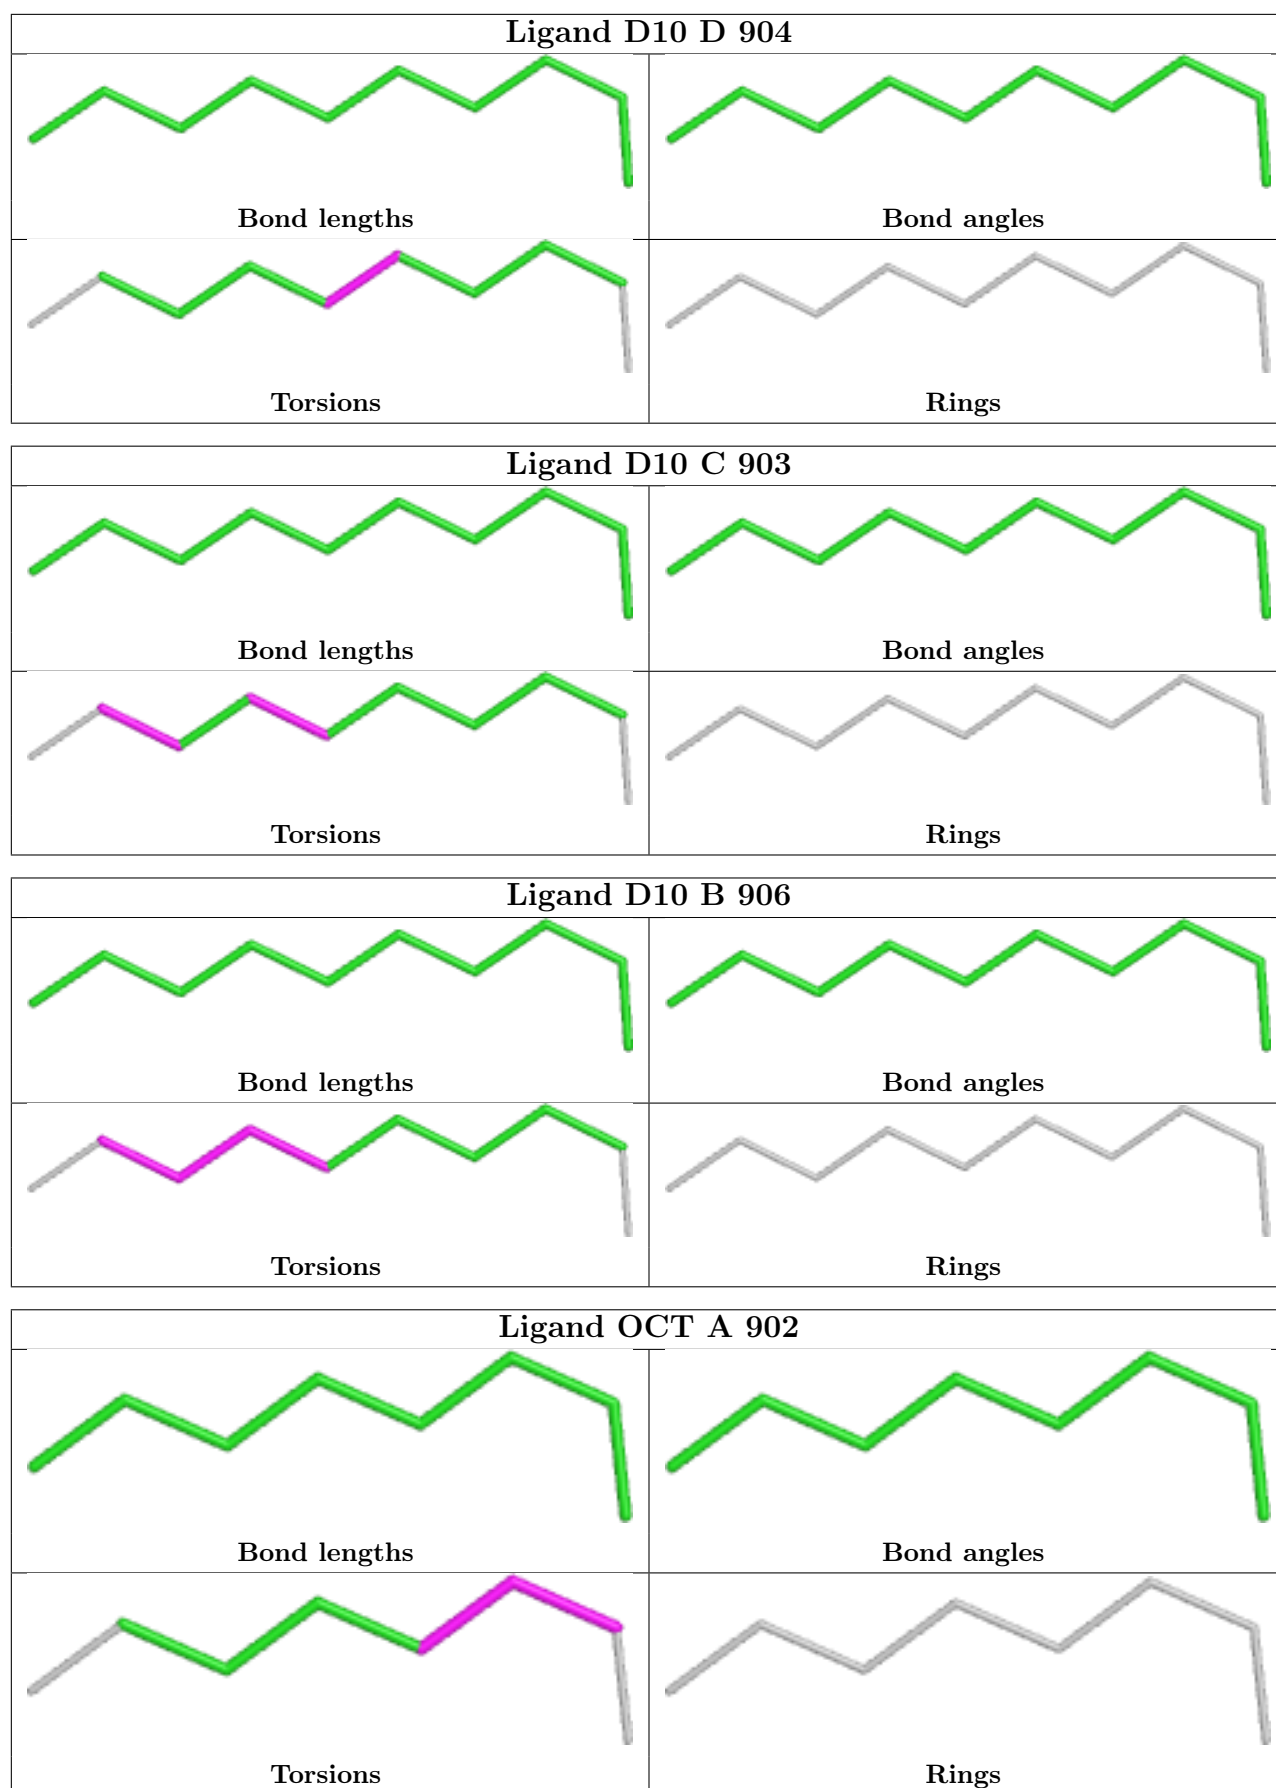 Ligand D10 D 904
Bond lengths
Bond angles
Torsions
Rings
Ligand D10 C 903
Bond lengths
Bond angles
Torsions
Rings
Ligand D10 B 906
Bond lengths
Bond angles
Torsions
Rings
Ligand OCT A 902
Bond lengths
Bond angles
Torsions
Rings